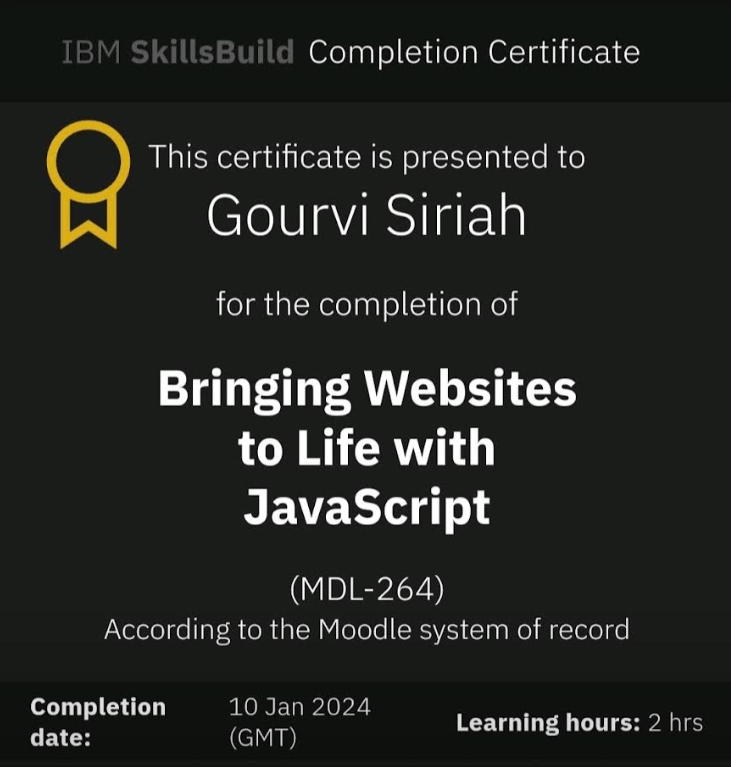 IBM SkillsBuild Completion Certificate
This certificate is presented to
Gourvi Siriah
for the completion of
Bringing Websites
to Life with
JavaScript
(MDL-264)
According to the Moodle system of record
Completion
date:
10 Jan 2024
(GMT)
Learning hours: 2 hrs